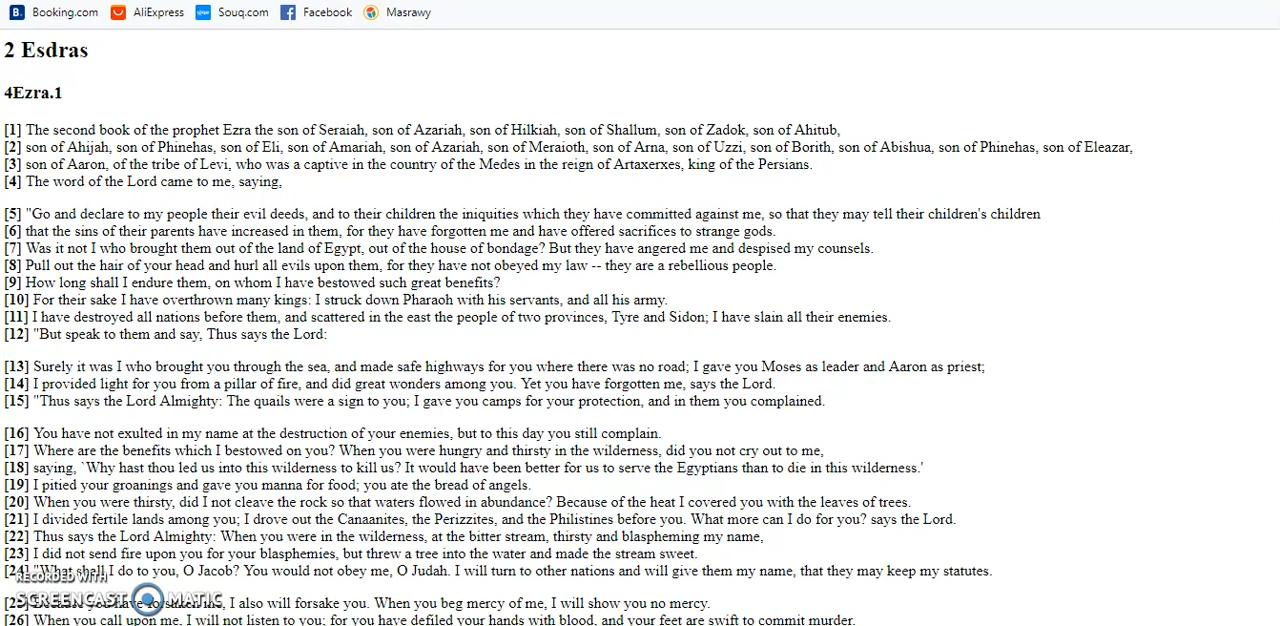 B. Booking.com AliExpress Souq.com Facebook Masrawy
2 Esdras
4Ezra.1
[1] The second book of the prophet Ezra the son of Seraiah, son of Azariah, son of Hilkiah, son of Shallum, son of Zadok, son of Ahitub,
[2] son of Ahijah, son of Phinehas, son of Eli, son of Amariah, son of Azariah, son of Meraioth, son of Arna, son of Uzzi, son of Borith, son of Abishua, son of Phinehas, son of Eleazar,
[3] son of Aaron, of the tribe of Levi, who was a captive in the country of the Medes in the reign of Artaxerxes, king of the Persians.
[4] The word of the Lord came to me, saying,
[5] "Go and declare to my people their evil deeds, and to their children the iniquities which they have committed against me, so that they may tell their children's children
[6] that the sins of their parents have increased in them, for they have forgotten me and have offered sacrifices to strange gods.
[7] Was it not I who brought them out of the land of Egypt, out of the house of bondage? But they have angered me and despised my counsels.
[8] Pull out the hair of your head and hurl all evils upon them, for they have not obeyed my law -- they are a rebellious people.
[9] How long shall I endure them, on whom I have bestowed such great benefits?
[10] For their sake I have overthrown many kings: I struck down Pharaoh with his servants, and all his army.
[11] I have destroyed all nations before them, and scattered in the east the people of two provinces, Tyre and Sidon; I have slain all their enemies.
[12] "But speak to them and say, Thus says the Lord:
[13] Surely it was I who brought you through the sea, and made safe highways for you where there was no road; I gave you Moses as leader and Aaron as priest;
[14] I provided light for you from a pillar of fire, and did great wonders among you. Yet you have forgotten me, says the Lord.
[15] "Thus says the Lord Almighty: The quails were a sign to you; I gave you camps for your protection, and in them you complained.
[16] You have not exulted in my name at the destruction of your enemies, but to this day you still complain.
[17] Where are the benefits which I bestowed on you? When you were hungry and thirsty in the wilderness, did you not cry out to me,
[18] saying, `Why hast thou led us into this wilderness to kill us? It would have been better for us to serve the Egyptians than to die in this wilderness.'
[19] I pitied your groanings and gave you manna for food; you ate the bread of angels.
[20] When you were thirsty, did I not cleave the rock so that waters flowed in abundance? Because of the heat I covered you with the leaves of trees.
[21] I divided fertile lands among you; I drove out the Canaanites, the Perizzites, and the Philistines before you. What more can I do for you? says the Lord.
[22] Thus says the Lord Almighty: When you were in the wilderness, at the bitter stream, thirsty and blaspheming my name,
[23] I did not send fire upon you for your blasphemies, but threw a tree into the water and made the stream sweet.
[24] "What shall I do to you, O Jacob? You would not obey me, O Judah. I will turn to other nations and will give them my name, that they may keep my statutes.
RECORDED WITH
SCREENCAST MATIC
[25] Because you have forsaken me, I also will forsake you. When you beg mercy of me, I will show you no mercy.
[26] When you call upon me, I will not listen to you; for you have defiled your hands with blood, and your feet are swift to commit murder.